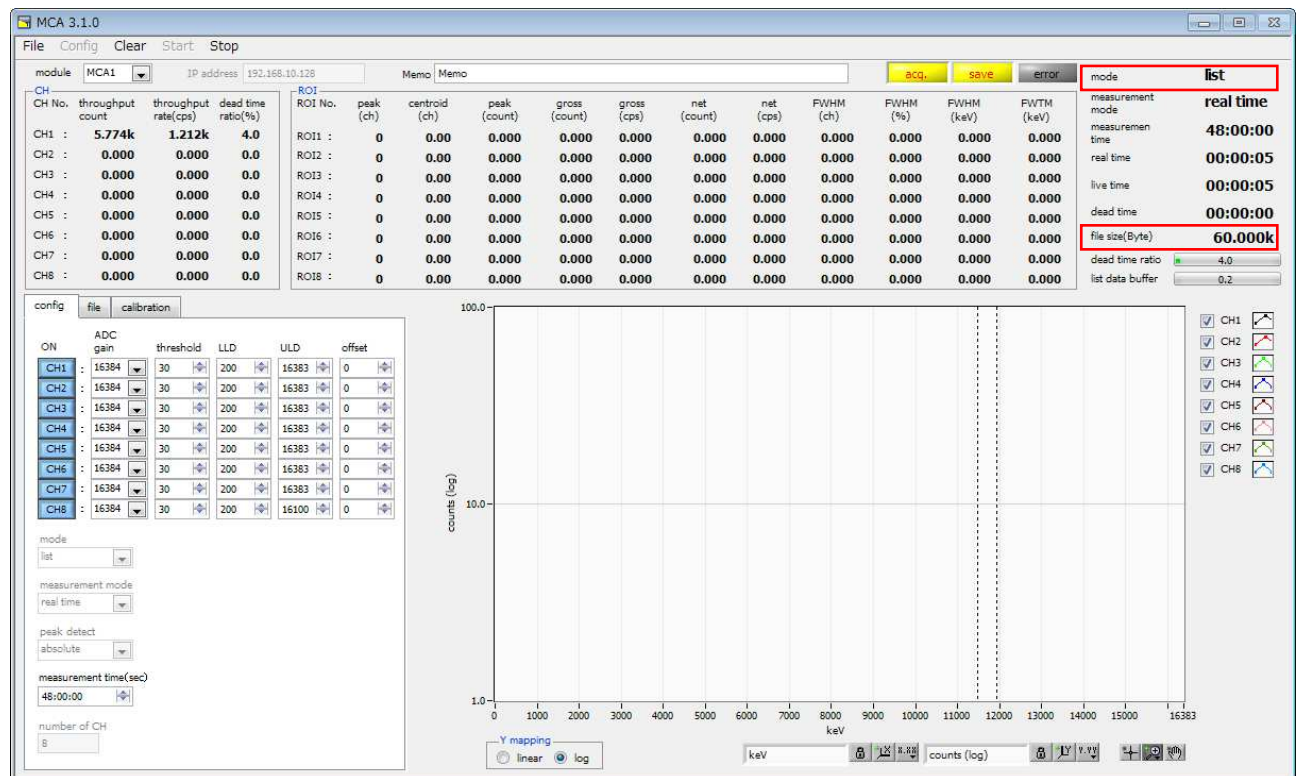 MCA 3.1.0
File Config Clear Start Stop
module MCA1 IP address 192.168.10.128 Memo Memo acq. save error mode list
CH ROI
CH No. throughput count throughput rate(cps) dead time ratio(%) ROI No. peak (ch) centroid (ch) peak (count) gross (count) gross (cps) net (count) net (cps) FWHM (ch) FWHM (%) FWHM (keV) FWTM (keV) measurement mode real time
CH1 : 5.774k 1.212k 4.0 ROI1 : 0 0.00 0.000 0.000 0.000 0.000 0.000 0.000 0.000 0.000 0.000 measuremen time 48:00:00
CH2 : 0.000 0.000 0.0 ROI2 : 0 0.00 0.000 0.000 0.000 0.000 0.000 0.000 0.000 0.000 0.000 real time 00:00:05
CH3 : 0.000 0.000 0.0 ROI3 : 0 0.00 0.000 0.000 0.000 0.000 0.000 0.000 0.000 0.000 0.000
CH4 : 0.000 0.000 0.0 ROI4 : 0 0.00 0.000 0.000 0.000 0.000 0.000 0.000 0.000 0.000 0.000 live time 00:00:05
CH5 : 0.000 0.000 0.0 ROI5 : 0 0.00 0.000 0.000 0.000 0.000 0.000 0.000 0.000 0.000 0.000 dead time 00:00:00
CH6 : 0.000 0.000 0.0 ROI6 : 0 0.00 0.000 0.000 0.000 0.000 0.000 0.000 0.000 0.000 0.000 file size(Byte) 60.000k
CH7 : 0.000 0.000 0.0 ROI7 : 0 0.00 0.000 0.000 0.000 0.000 0.000 0.000 0.000 0.000 0.000 dead time ratio 4.0
CH8 : 0.000 0.000 0.0 ROI8 : 0 0.00 0.000 0.000 0.000 0.000 0.000 0.000 0.000 0.000 0.000 list data buffer 0.2
config file calibration
ON ADC gain threshold LLD ULD offset
CH1 : 16384 30 200 16383 0
CH2 : 16384 30 200 16383 0
CH3 : 16384 30 200 16383 0
CH4 : 16384 30 200 16383 0
CH5 : 16384 30 200 16383 0
CH6 : 16384 30 200 16383 0
CH7 : 16384 30 200 16383 0
CH8 : 16384 30 200 16100 0
mode
list
measurement mode
real time
peak detect
absolute
measurement time(sec)
48:00:00
number of CH
8
100.0
10.0
1.0
counts (log)
0 1000 2000 3000 4000 5000 6000 7000 8000 9000 10000 11000 12000 13000 14000 15000 16383
keV
CH1
CH2
CH3
CH4
CH5
CH6
CH7
CH8
Y mapping
linear log
keV X X.XX counts (log) Y Y.YY